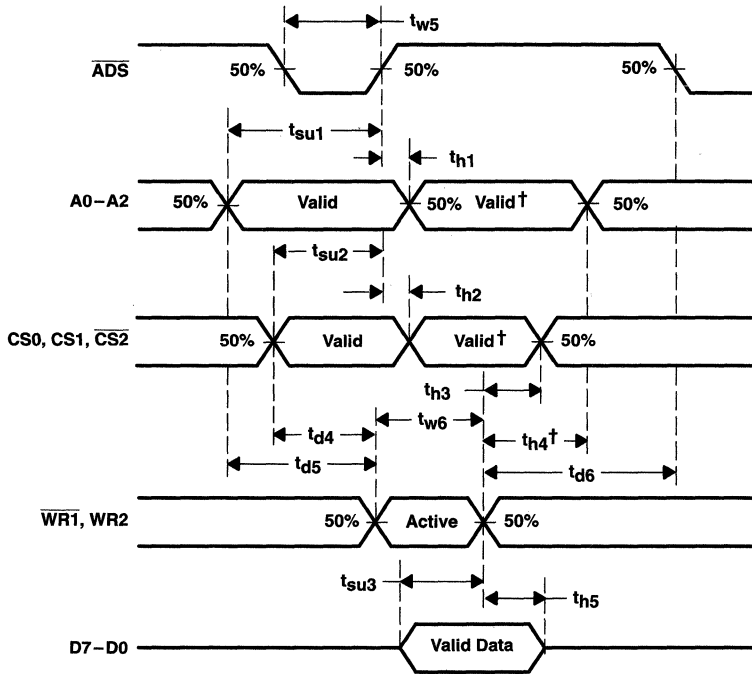 tw5
ADS
50%
50%
50%
tsu1
th1
A0–A2
50%
Valid
50%
Valid†
50%
tsu2
th2
CS0, CS1, CS2
50%
Valid
Valid†
50%
th3
tw6
td4
th4†
td5
td6
WR1, WR2
50%
Active
50%
tsu3
th5
D7–D0
Valid Data